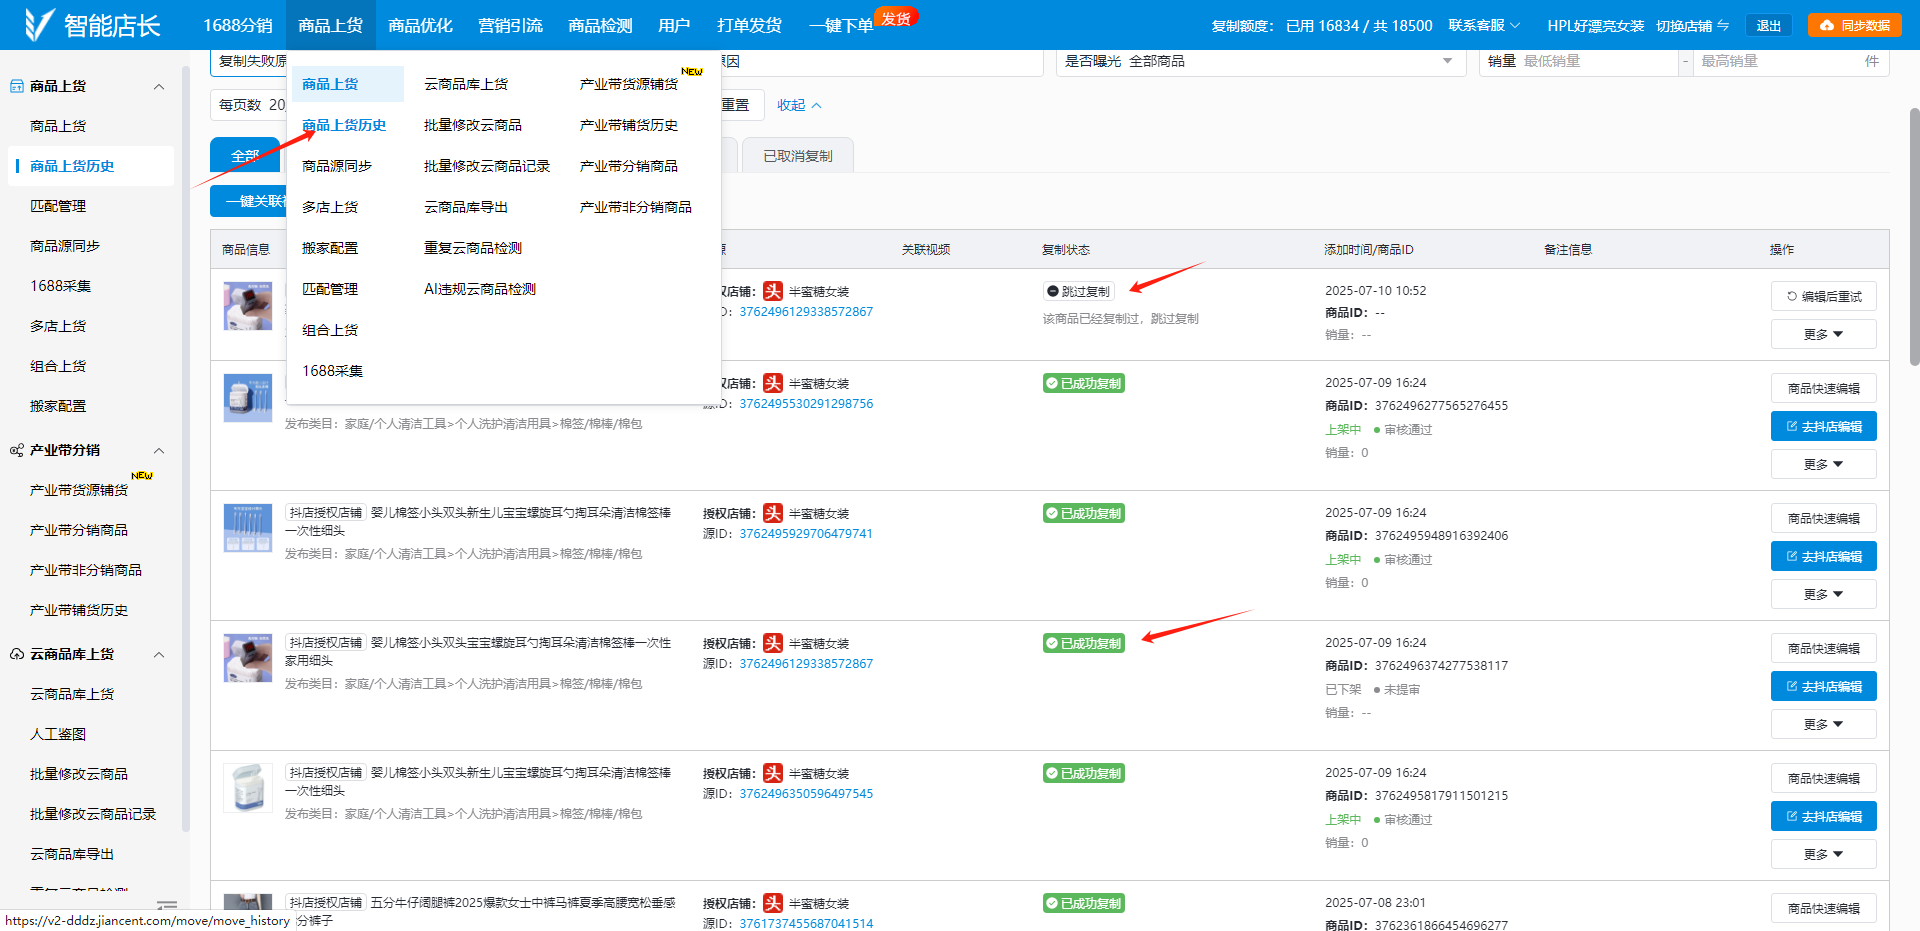 智能店长
1688分销 商品上货 商品优化 营销引流 商品检测 用户 打单发货 一键下单 发货
复制额度： 已用 16834 / 共 18500 联系客服 HPL好漂亮女装 切换店铺 退出 同步数据
商品上货
商品上货
商品上货历史
匹配管理
商品源同步
1688采集
多店上货
组合上货
搬家配置
产业带分销
NEW
产业带货源铺货
产业带分销商品
产业带非分销商品
产业带铺货历史
云商品库上货
云商品库上货
人工鉴图
批量修改云商品
批量修改云商品记录
云商品库导出
https://v2-dddz.jiancent.com/move/move_history
复制失败原
因
是否曝光 全部商品
销量 最低销量 - 最高销量 件
每页数 20
重置 收起
全部
已取消复制
一键关联
商品上货 云商品库上货 产业带货源铺货 NEW
商品上货历史 批量修改云商品 产业带铺货历史
商品源同步 批量修改云商品记录 产业带分销商品
多店上货 云商品库导出 产业带非分销商品
搬家配置 重复云商品检测
匹配管理 AI违规云商品检测
组合上货
1688采集
商品信息 关联视频 复制状态 添加时间/商品ID 备注信息 操作
店铺： 头 半蜜糖女装
D： 3762496129338572867
跳过复制
该商品已经复制过，跳过复制
2025-07-10 10:52
商品ID： --
销量： --
编辑后重试
更多
店铺： 头 半蜜糖女装
源ID： 3762495530291298756
发布类目：家庭/个人清洁工具>个人洗护清洁用具>棉签/棉棒/棉包
已成功复制
2025-07-09 16:24
商品ID： 3762496277565276455
上架中 审核通过
销量： 0
商品快速编辑
去抖店编辑
更多
抖店授权店铺 婴儿棉签小头双头新生儿宝宝螺旋耳勺掏耳朵清洁棉签棒
一次性细头
发布类目：家庭/个人清洁工具>个人洗护清洁用具>棉签/棉棒/棉包
授权店铺： 头 半蜜糖女装
源ID： 3762495929706479741
已成功复制
2025-07-09 16:24
商品ID： 3762495948916392406
上架中 审核通过
销量： 0
商品快速编辑
去抖店编辑
更多
抖店授权店铺 婴儿棉签小头双头宝宝螺旋耳勺掏耳朵清洁棉签棒一次性
家用细头
发布类目：家庭/个人清洁工具>个人洗护清洁用具>棉签/棉棒/棉包
授权店铺： 头 半蜜糖女装
源ID： 3762496129338572867
已成功复制
2025-07-09 16:24
商品ID： 3762496374277538117
已下架 未提审
销量： --
商品快速编辑
去抖店编辑
更多
抖店授权店铺 婴儿棉签小头双头新生儿宝宝螺旋耳勺掏耳朵清洁棉签棒
一次性细头
发布类目：家庭/个人清洁工具>个人洗护清洁用具>棉签/棉棒/棉包
授权店铺： 头 半蜜糖女装
源ID： 3762496350596497545
已成功复制
2025-07-09 16:24
商品ID： 3762495817911501215
上架中 审核通过
销量： 0
商品快速编辑
去抖店编辑
更多
抖店授权店铺 五分牛仔阔腿裤2025爆款女士中裤马裤夏季高腰宽松垂感
分裤子
授权店铺： 头 半蜜糖女装
源ID： 3761737455687041514
已成功复制
2025-07-08 23:01
商品ID： 3762361866454696277
商品快速编辑